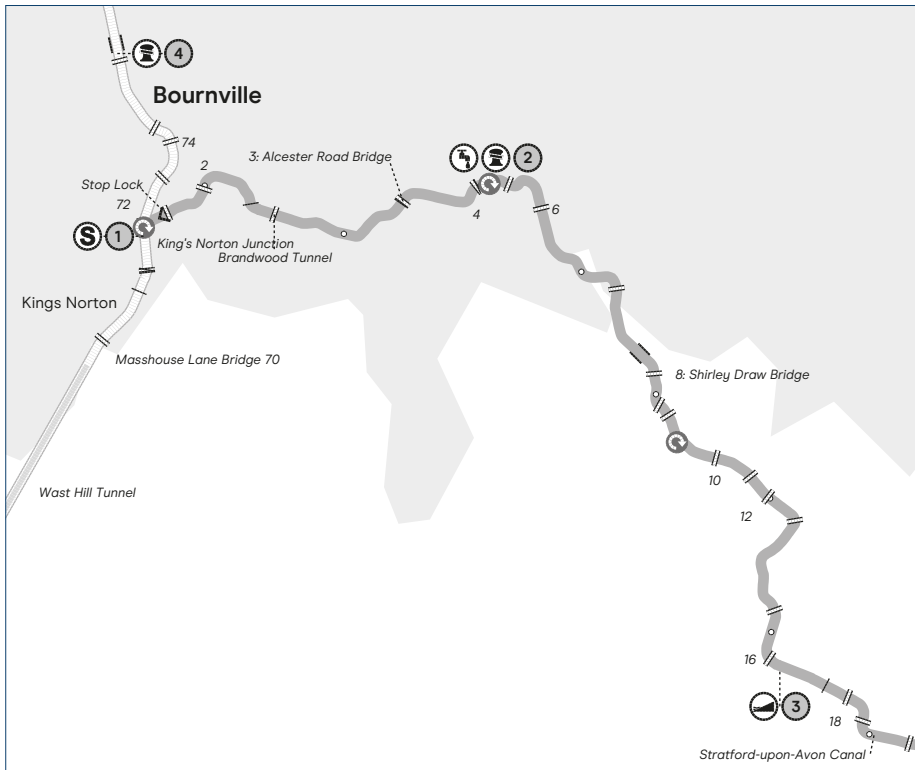 4
Bournville
74
3: Alcester Road Bridge
2
2
Stop Lock
72
4
6
S 1
King's Norton Junction
Brandwood Tunnel
Kings Norton
Masshouse Lane Bridge 70
8: Shirley Draw Bridge
10
Wast Hill Tunnel
12
16
3
18
Stratford-upon-Avon Canal